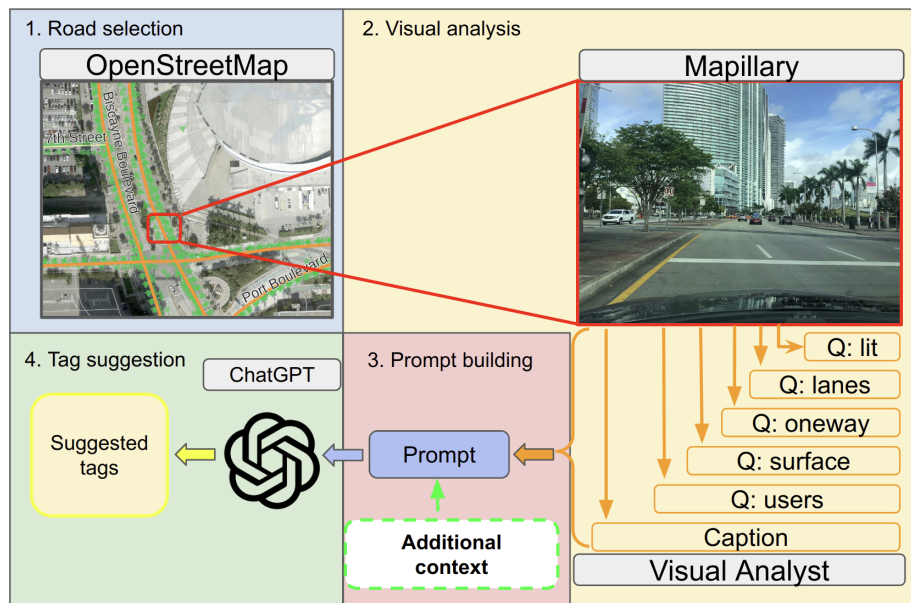 1. Road selection
OpenStreetMap
7th Street
Biscayne Boulevard
Port Boulevard
2. Visual analysis
Mapillary
Q: lit
Q: lanes
Q: oneway
Q: surface
Q: users
Caption
Visual Analyst
3. Prompt building
Prompt
Additional
context
4. Tag suggestion
ChatGPT
Suggested
tags